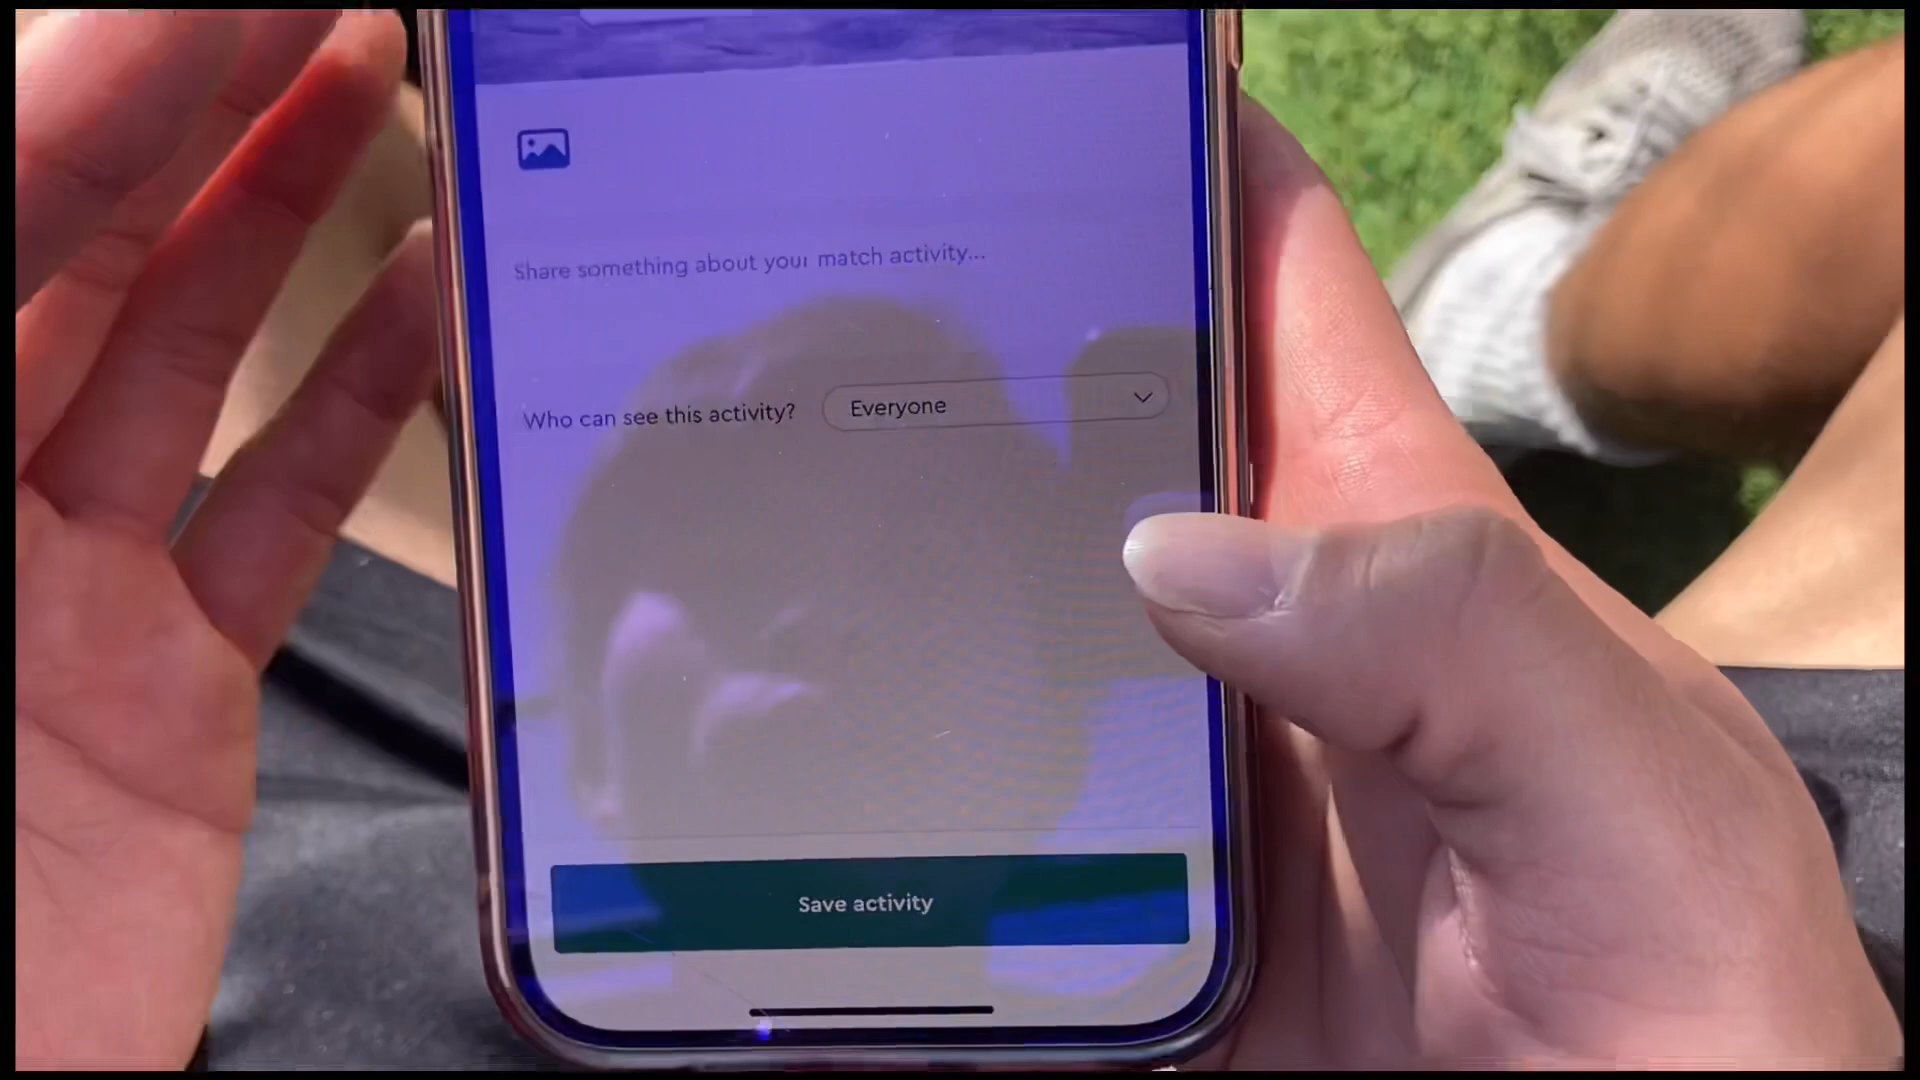 Share something about your match activity...
Who can see this activity?
Everyone
Save activity